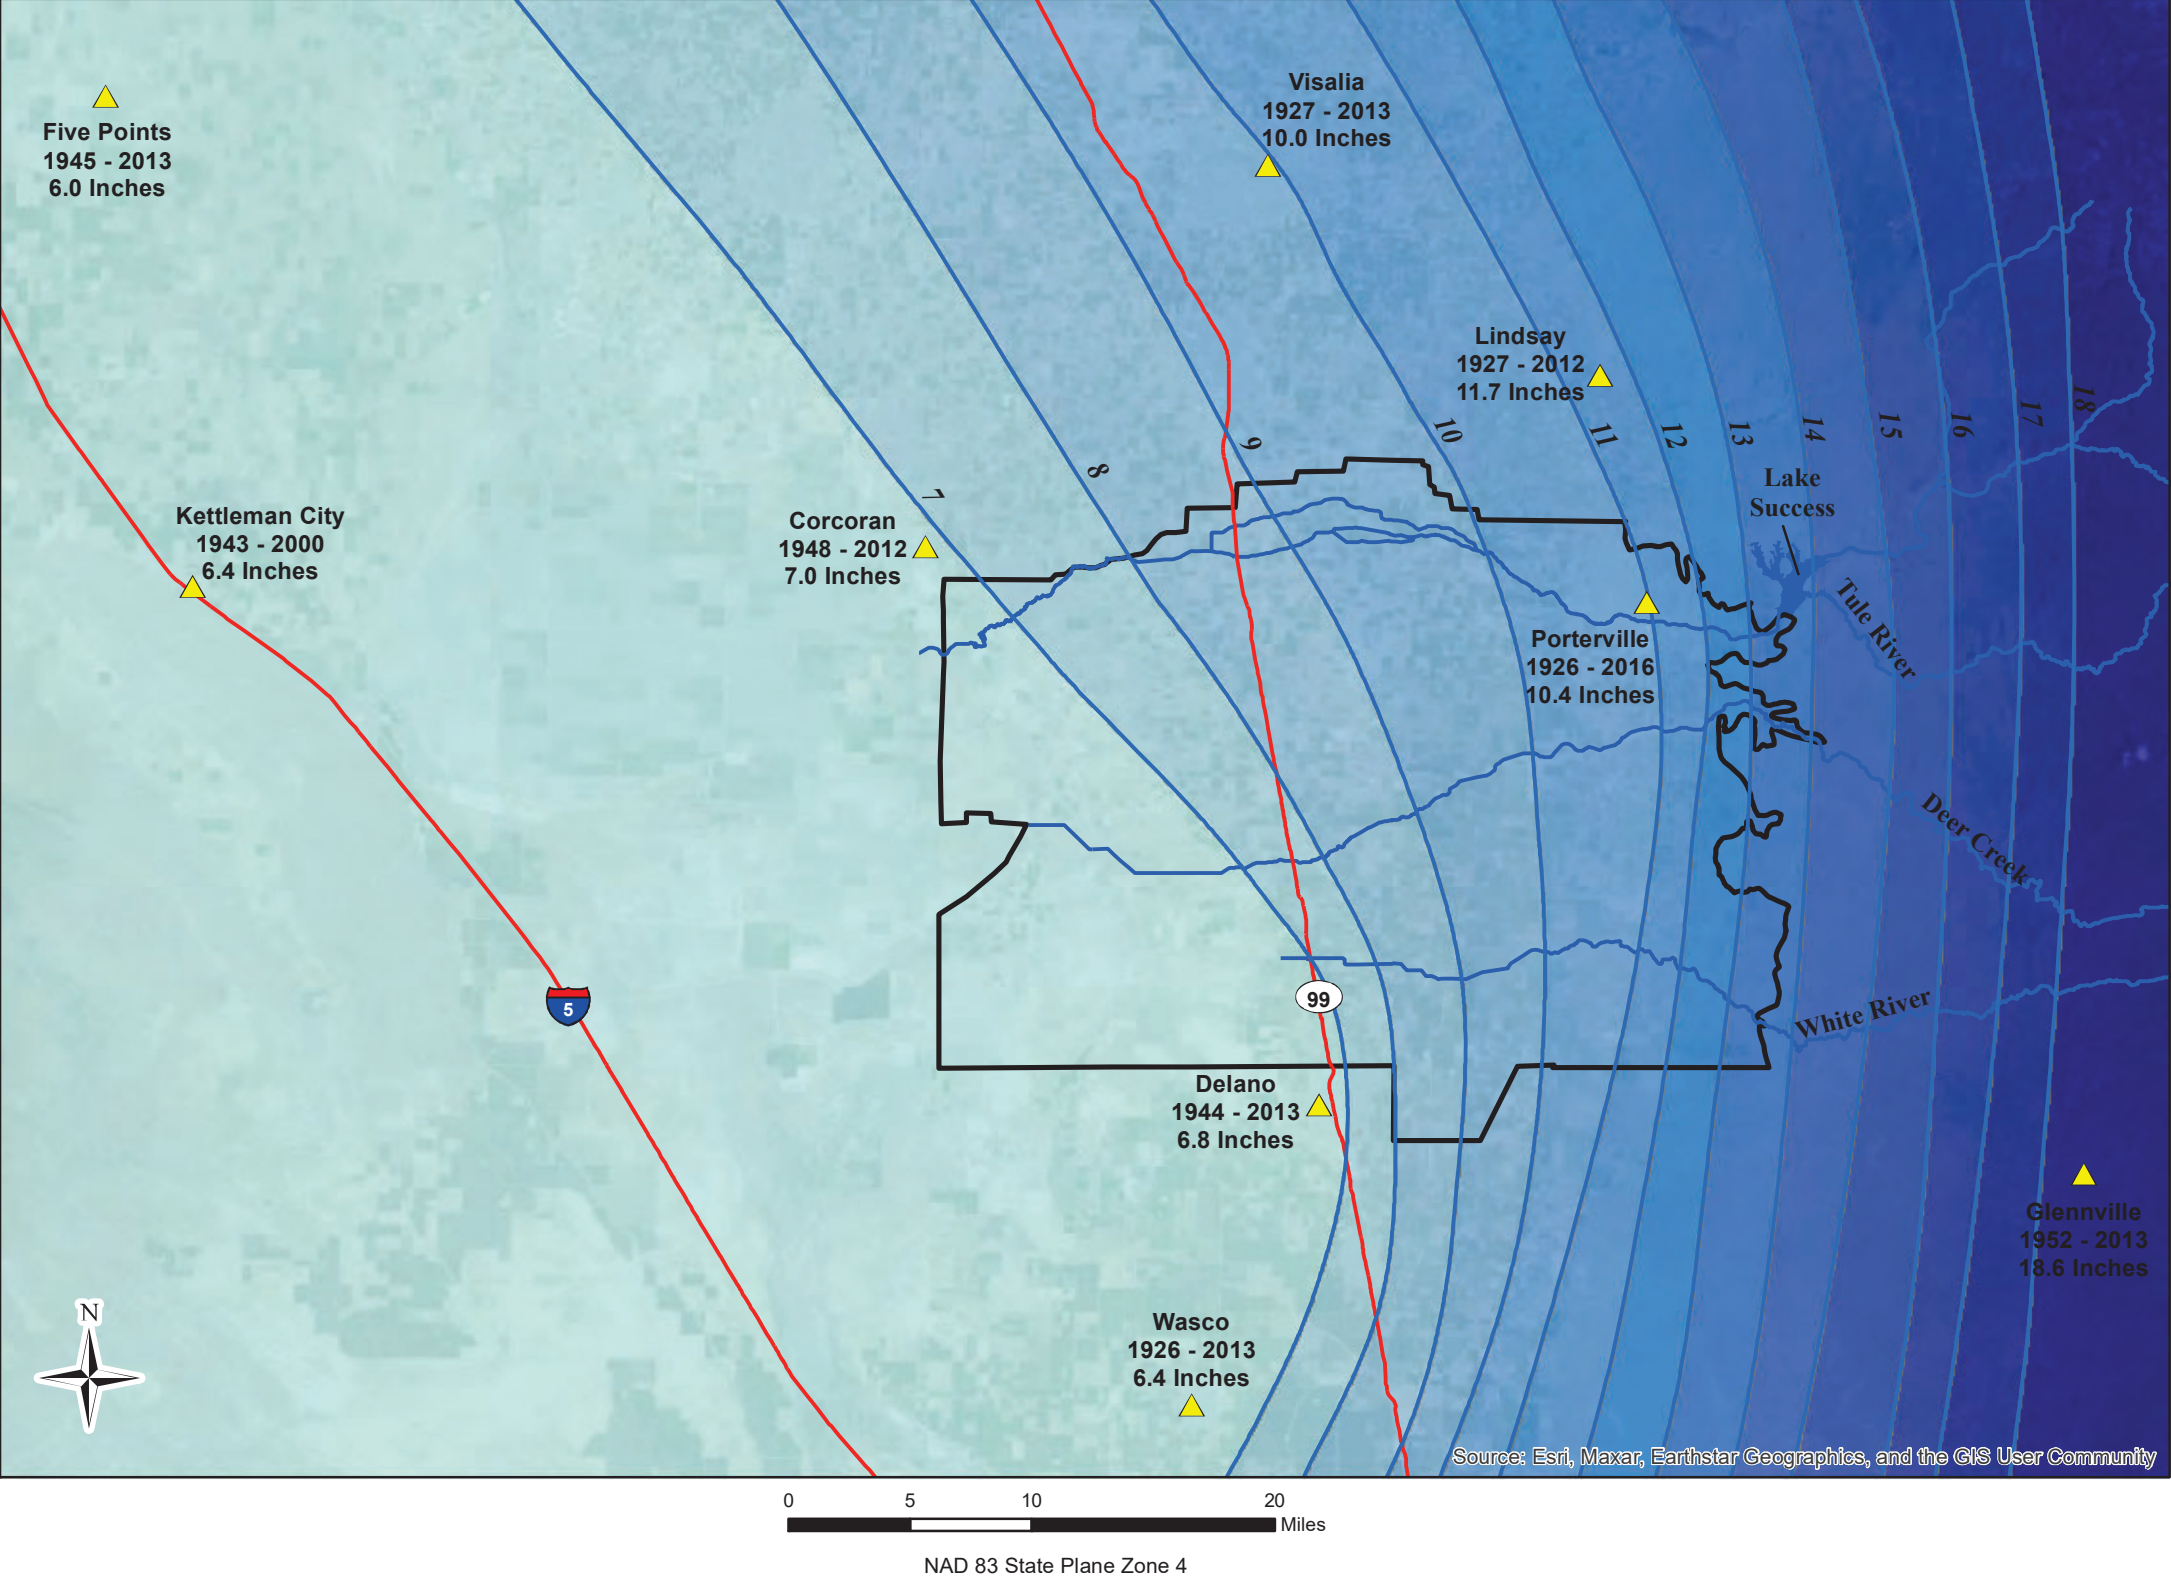 Five Points
1945 - 2013
6.0 Inches
Visalia
1927 - 2013
10.0 Inches
Lindsay
1927 - 2012
11.7 Inches
Kettleman City
1943 - 2000
6.4 Inches
Corcoran
1948 - 2012
7.0 Inches
7
8
9
10
11
12
13
14
15
16
17
18
Lake
Success
Porterville
1926 - 2016
10.4 Inches
Tule River
Deer Creek
White River
5
99
Delano
1944 - 2013
6.8 Inches
Glennville
1952 - 2013
18.6 Inches
Wasco
1926 - 2013
6.4 Inches
N
Source: Esri, Maxar, Earthstar Geographics, and the GIS User Community
0 5 10 20
Miles
NAD 83 State Plane Zone 4